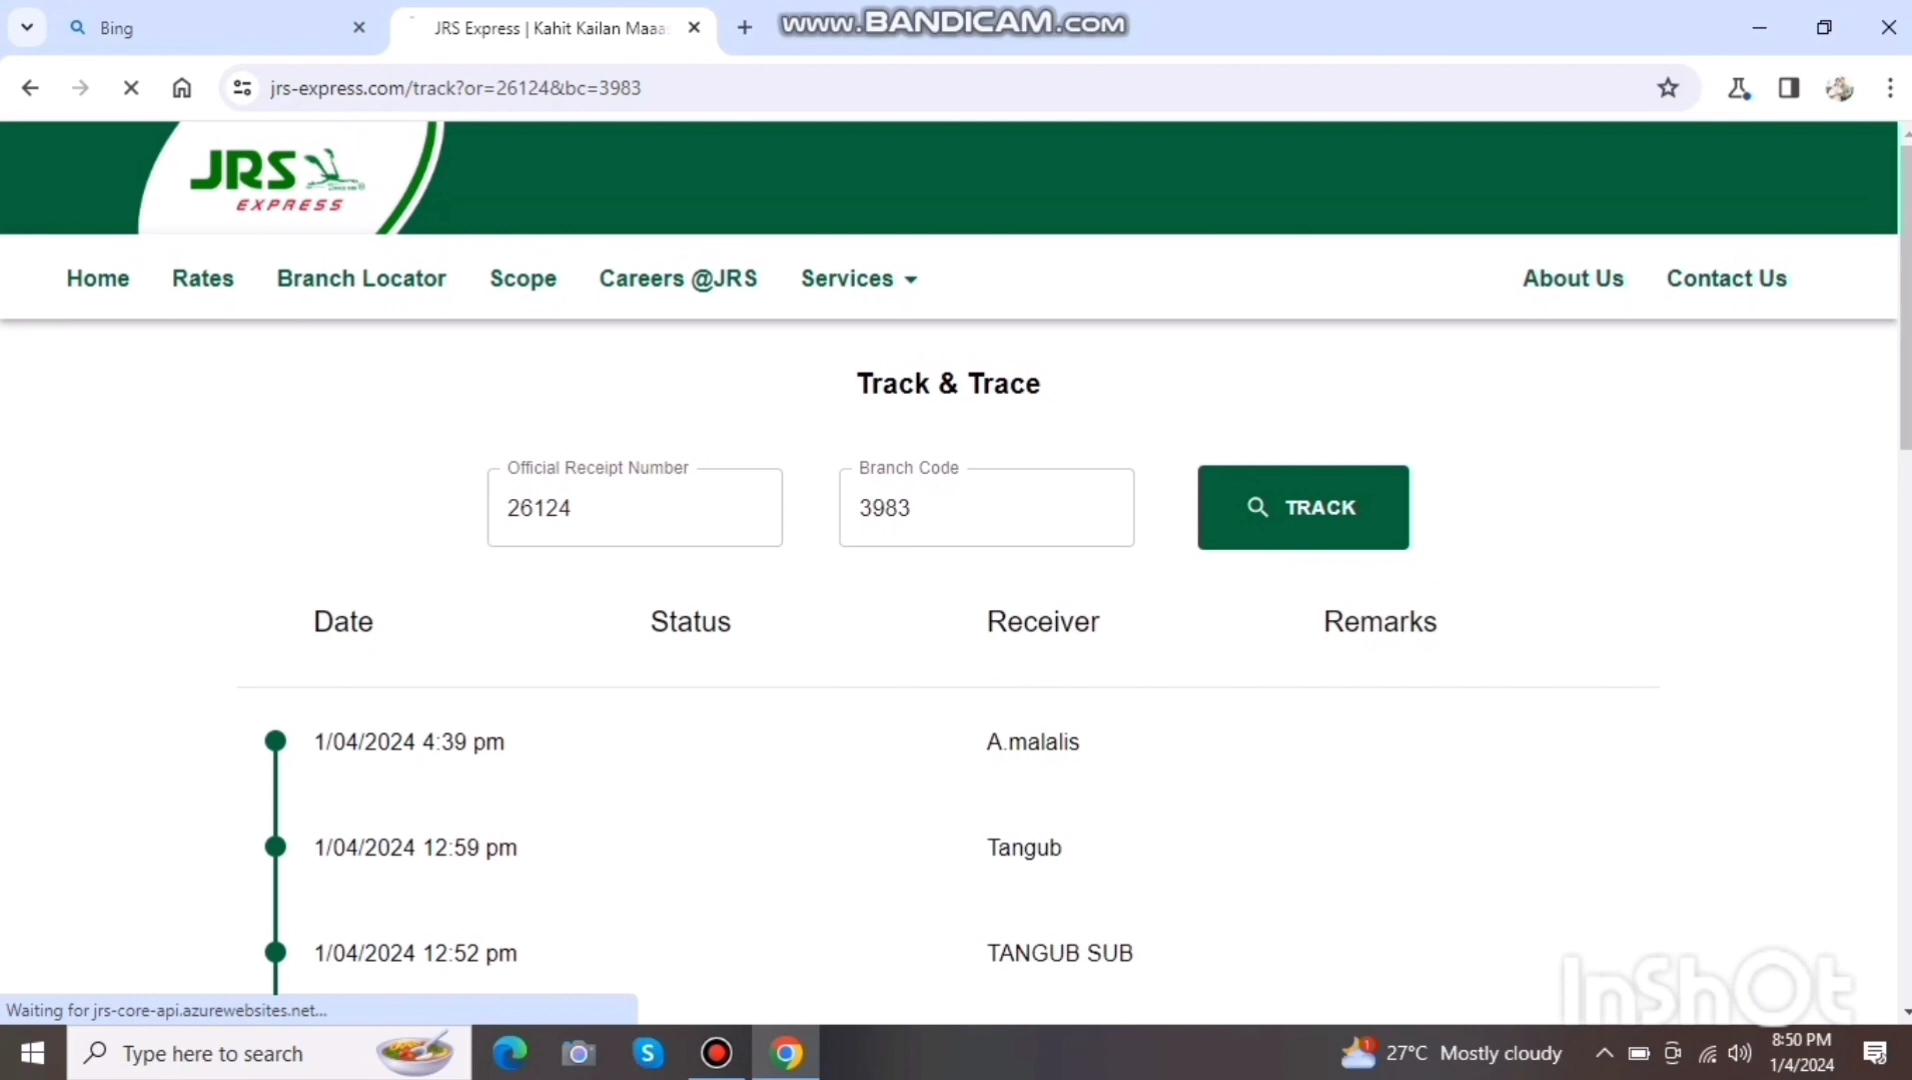 Bing
JRS Express | Kahit Kailan Maaa
www.BANDICAM.com
jrs-express.com/track?or=26124&bc=3983
JRS
EXPRESS
Home Rates Branch Locator Scope Careers @JRS Services About Us Contact Us
Track & Trace
Official Receipt Number Branch Code
26124 3983 TRACK
Date Status Receiver Remarks
1/04/2024 4:39 pm A.malalis
1/04/2024 12:59 pm Tangub
1/04/2024 12:52 pm TANGUB SUB
InShOt
Waiting for jrs-core-api.azurewebsites.net...
Type here to search 27°C Mostly cloudy 8:50 PM
1/4/2024